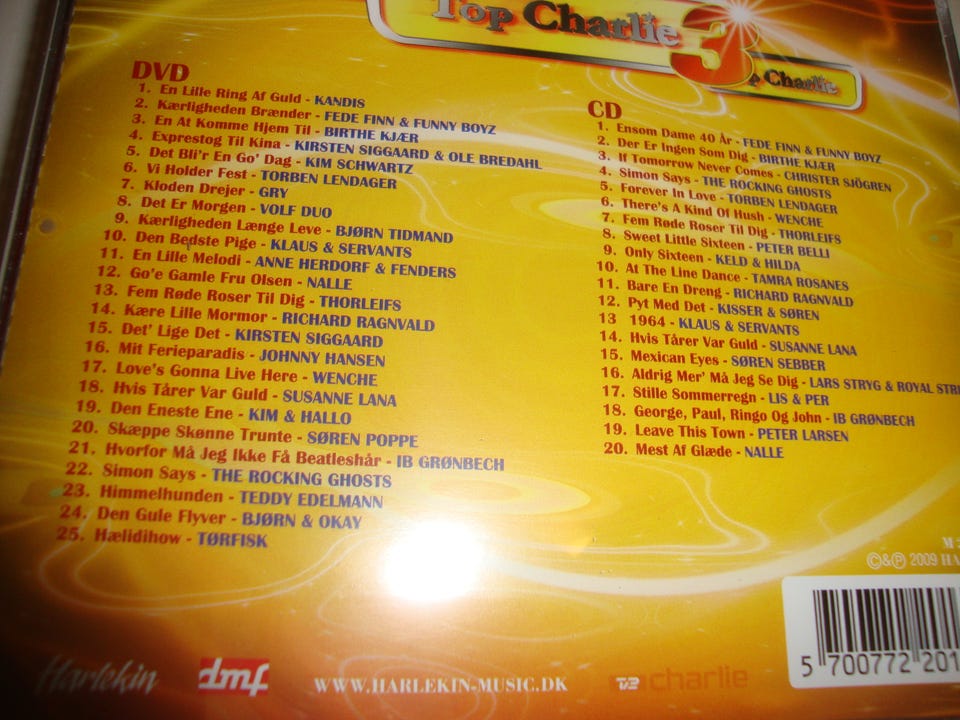 Top Charlie 3
p Charlie
DVD
1. En Lille Ring Af Guld - KANDIS
2. Kærligheden Brænder - FEDE FINN & FUNNY BOYZ
3. En At Komme Hjem Til - BIRTHE KJÆR
4. Exprestog Til Kina - KIRSTEN SIGGAARD & OLE BREDAHL
5. Det Bli'r En Go' Dag - KIM SCHWARTZ
6. Vi Holder Fest - TORBEN LENDAGER
7. Kloden Drejer - GRY
8. Det Er Morgen - VOLF DUO
9. Kærligheden Længe Leve - BJØRN TIDMAND
10. Den Bedste Pige - KLAUS & SERVANTS
11. En Lille Melodi - ANNE HERDORF & FENDERS
12. Go'e Gamle Fru Olsen - NALLE
13. Fem Røde Roser Til Dig - THORLEIFS
14. Kære Lille Mormor - RICHARD RAGNVALD
15. Det' Lige Det - KIRSTEN SIGGAARD
16. Mit Ferieparadis - JOHNNY HANSEN
17. Love's Gonna Live Here - WENCHE
18. Hvis Tårer Var Guld - SUSANNE LANA
19. Den Eneste Ene - KIM & HALLO
20. Skæppe Skønne Trunte - SØREN POPPE
21. Hvorfor Må Jeg Ikke Få Beatleshår - IB GRØNBECH
22. Simon Says - THE ROCKING GHOSTS
23. Himmelhunden - TEDDY EDELMANN
24. Den Gule Flyver - BJØRN & OKAY
25. Hælidihow - TØRFISK
CD
1. Ensom Dame 40 År - FEDE FINN & FUNNY BOYZ
2. Der Er Ingen Som Dig - BIRTHE KJÆR
3. If Tomorrow Never Comes - CHRISTER SJÖGREN
4. Simon Says - THE ROCKING GHOSTS
5. Forever In Love - TORBEN LENDAGER
6. There's A Kind Of Hush - WENCHE
7. Fem Røde Roser Til Dig - THORLEIFS
8. Sweet Little Sixteen - PETER BELLI
9. Only Sixteen - KELD & HILDA
10. At The Line Dance - TAMRA ROSANES
11. Bare En Dreng - RICHARD RAGNVALD
12. Pyt Med Det - KISSER & SØREN
13 1964 - KLAUS & SERVANTS
14. Hvis Tårer Var Guld - SUSANNE LANA
15. Mexican Eyes - SØREN SEBBER
16. Aldrig Mer' Må Jeg Se Dig - LARS STRYG & ROYAL STR
17. Stille Sommerregn - LIS & PER
18. George, Paul, Ringo Og John - IB GRØNBECH
19. Leave This Town - PETER LARSEN
20. Mest Af Glæde - NALLE
M
©&℗ 2009 HA
5 700772 201
Harlekin
dmf
WWW.HARLEKIN-MUSIC.DK
TV2 charlie